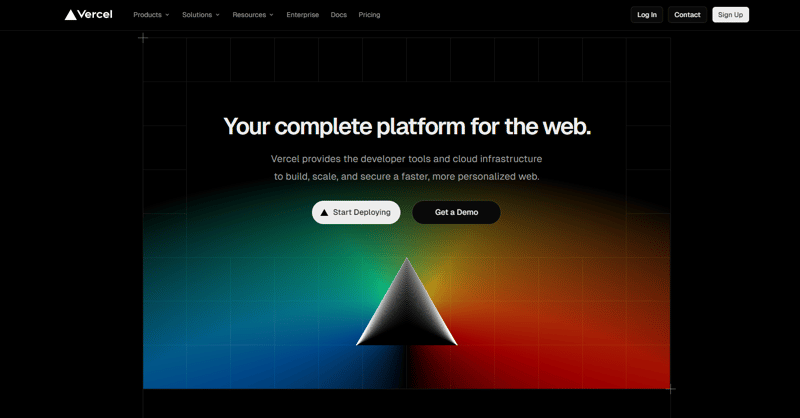 Vercel
Products
Solutions
Resources
Enterprise
Docs
Pricing
Log In
Contact
Sign Up
Your complete platform for the web.
Vercel provides the developer tools and cloud infrastructure
to build, scale, and secure a faster, more personalized web.
Start Deploying
Get a Demo